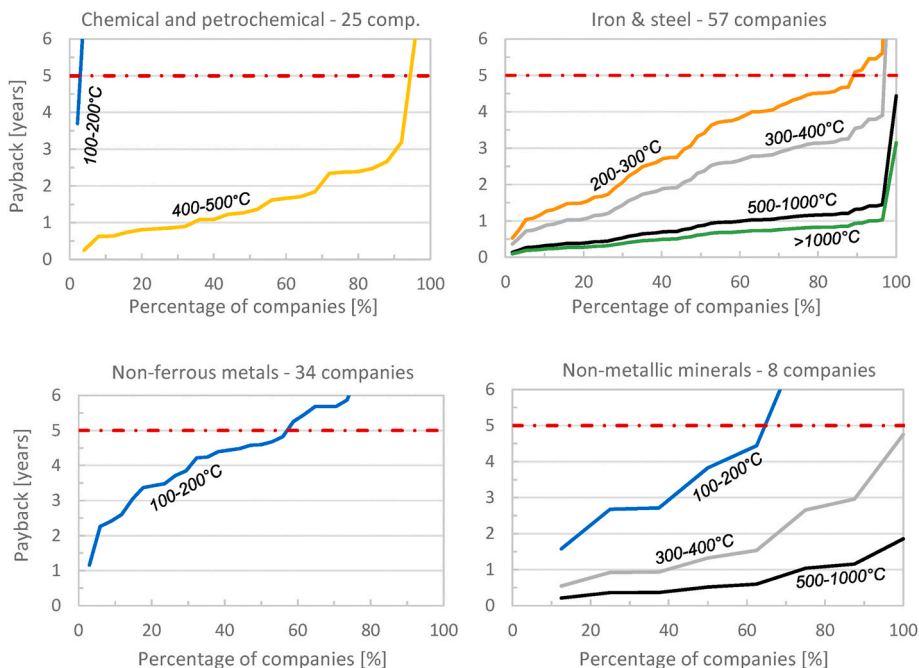 Chemical and petrochemical - 25 comp.
Payback [years]
6
5
4
3
2
1
0
100-200°C
400-500°C
0 20 40 60 80 100
Percentage of companies [%]
Iron & steel - 57 companies
6
5
4
3
2
1
0
200-300°C
300-400°C
500-1000°C
>1000°C
0 20 40 60 80 100
Percentage of companies [%]
Non-ferrous metals - 34 companies
Payback [years]
6
5
4
3
2
1
0
100-200°C
0 20 40 60 80 100
Percentage of companies [%]
Non-metallic minerals - 8 companies
6
5
4
3
2
1
0
100-200°C
300-400°C
500-1000°C
0 20 40 60 80 100
Percentage of companies [%]